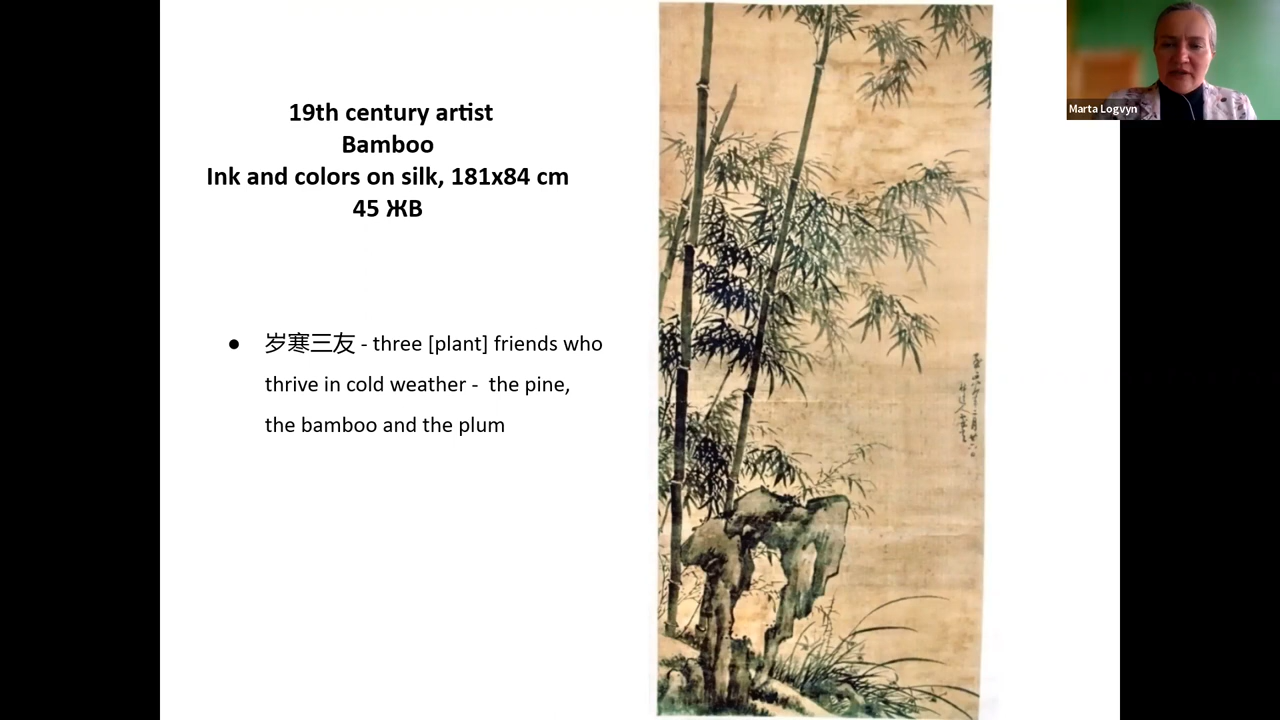 19th century artist
Bamboo
Ink and colors on silk, 181x84 cm
45 ЖВ
● 岁寒三友 - three [plant] friends who
thrive in cold weather - the pine,
the bamboo and the plum
Marta Logvyn